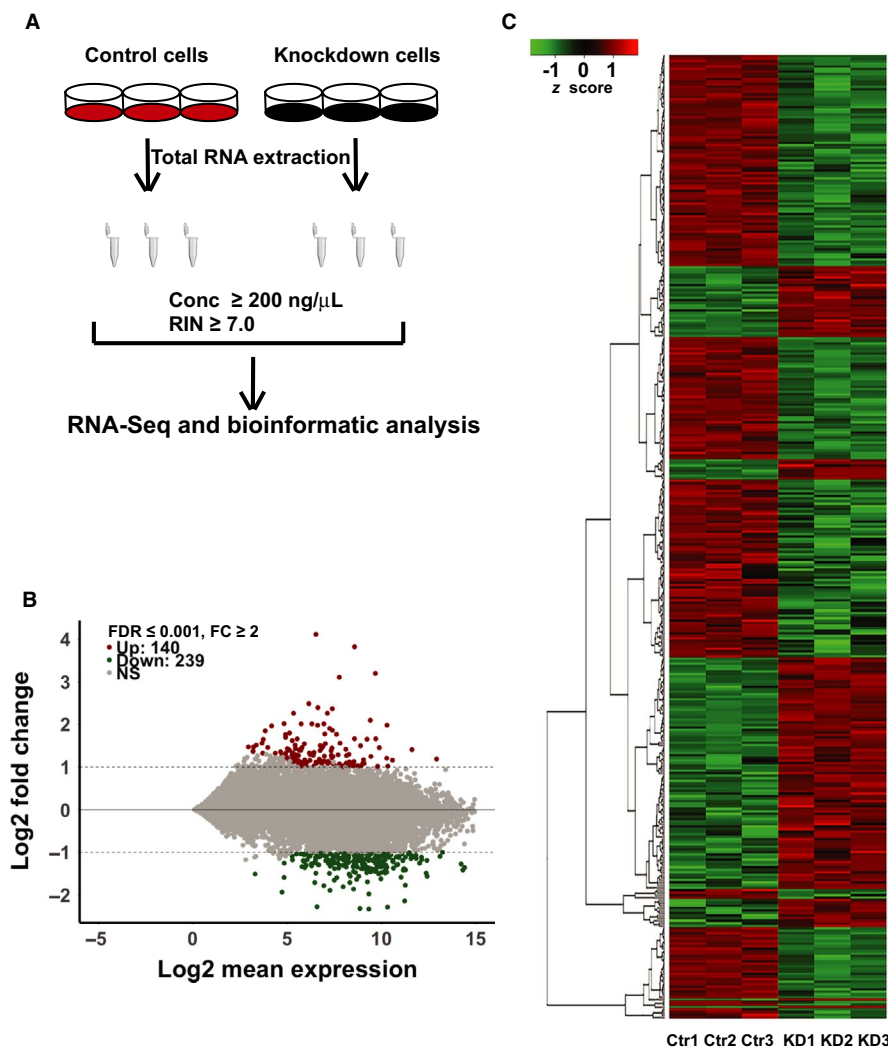 A
Control cells
Knockdown cells
Total RNA extraction
Conc ≥ 200 ng/μL
RIN ≥ 7.0
RNA-Seq and bioinformatic analysis
B
FDR ≤ 0.001, FC ≥ 2
Up: 140
Down: 239
NS
4
3
2
1
0
−1
−2
Log2 fold change
−5
0
5
10
15
Log2 mean expression
C
-1 0 1
z score
Ctr1 Ctr2 Ctr3 KD1 KD2 KD3